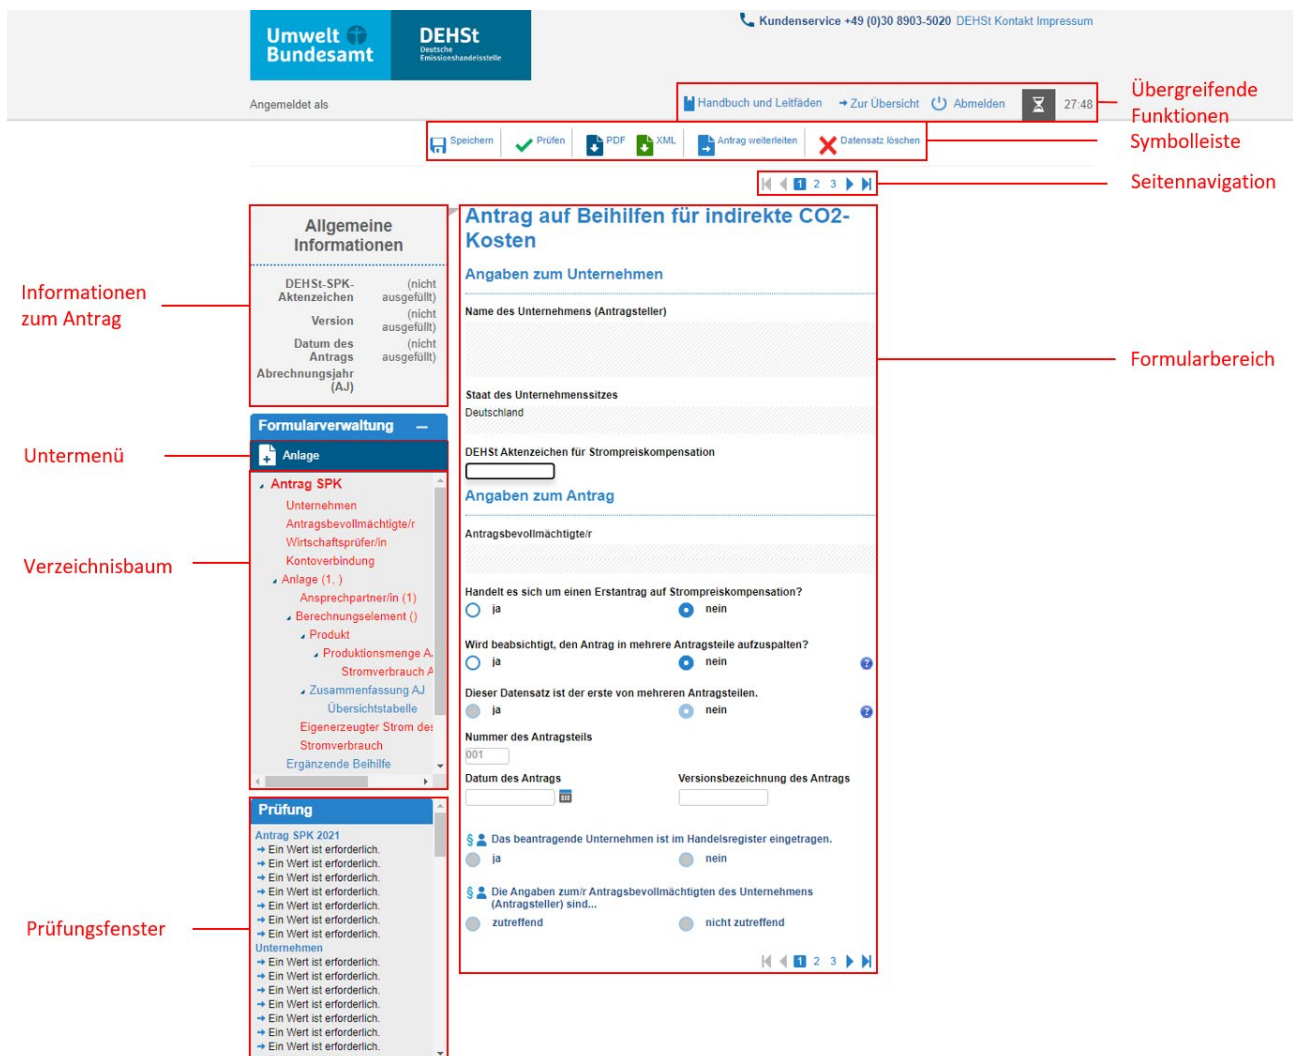 Umwelt
Bundesamt
DEHSt
Deutsche
Emissionshandelsstelle
Kundenservice +49 (0)30 8903-5020 DEHSt Kontakt Impressum
Angemeldet als
Handbuch und Leitfäden
Zur Übersicht
Abmelden
27:48
Übergreifende
Funktionen
Speichern
Prüfen
PDF
XML
Antrag weiterleiten
Datensatz löschen
Symbolleiste
1 2 3
Seitennavigation
Allgemeine
Informationen
DEHSt-SPK-
Aktenzeichen
(nicht
ausgefüllt)
Version
(nicht
ausgefüllt)
Datum des
Antrags
(nicht
ausgefüllt)
Abrechnungsjahr
(AJ)
Informationen
zum Antrag
Formularverwaltung
Anlage
Untermenü
Antrag SPK
Unternehmen
Antragsbevollmächtigte/r
Wirtschaftsprüfer/in
Kontoverbindung
Anlage (1, )
Ansprechpartner/in (1)
Berechnungselement ()
Produkt
Produktionsmenge A
Stromverbrauch A
Zusammenfassung AJ
Übersichtstabelle
Eigenerzeugter Strom des
Stromverbrauch
Ergänzende Beihilfe
Verzeichnisbaum
Prüfung
Antrag SPK 2021
Ein Wert ist erforderlich.
Ein Wert ist erforderlich.
Ein Wert ist erforderlich.
Ein Wert ist erforderlich.
Ein Wert ist erforderlich.
Ein Wert ist erforderlich.
Ein Wert ist erforderlich.
Unternehmen
Ein Wert ist erforderlich.
Ein Wert ist erforderlich.
Ein Wert ist erforderlich.
Ein Wert ist erforderlich.
Ein Wert ist erforderlich.
Ein Wert ist erforderlich.
Ein Wert ist erforderlich.
Prüfungsfenster
Antrag auf Beihilfen für indirekte CO2-
Kosten
Angaben zum Unternehmen
Name des Unternehmens (Antragsteller)
Staat des Unternehmenssitzes
Deutschland
DEHSt Aktenzeichen für Strompreiskompensation
Angaben zum Antrag
Antragsbevollmächtigte/r
Handelt es sich um einen Erstantrag auf Strompreiskompensation?
ja nein
Wird beabsichtigt, den Antrag in mehrere Antragsteile aufzuspalten?
ja nein ?
Dieser Datensatz ist der erste von mehreren Antragsteilen.
ja nein ?
Nummer des Antragsteils
001
Datum des Antrags
Versionsbezeichnung des Antrags
§ Das beantragende Unternehmen ist im Handelsregister eingetragen.
ja nein
§ Die Angaben zum/r Antragsbevollmächtigten des Unternehmens
(Antragsteller) sind...
zutreffend nicht zutreffend
1 2 3
Formularbereich